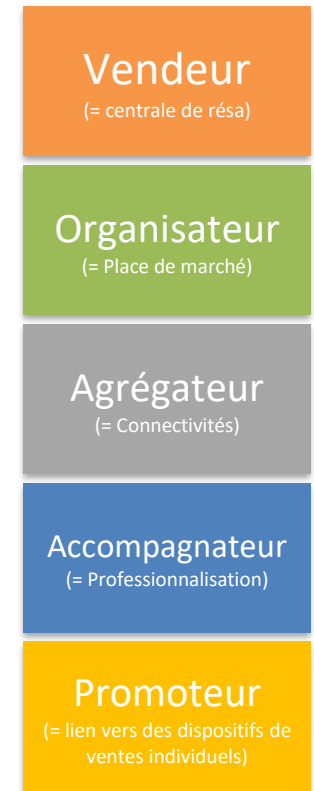 Vendeur
(= centrale de résa)
Organisateur
(= Place de marché)
Agrégateur
(= Connectivités)
Accompagnateur
(= Professionnalisation)
Promoteur
(= lien vers des dispositifs de
ventes individuels)